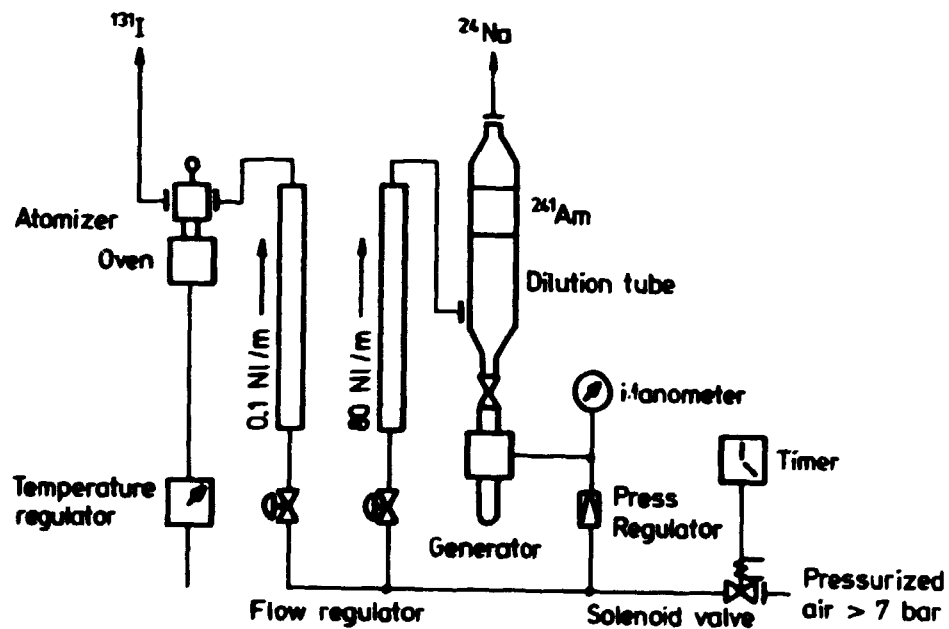 131I
24Na
Atomizer
Oven
241Am
Dilution tube
0.1 Nl/m
80 Nl/m
Manometer
Timer
Temperature
regulator
Press
Regulator
Generator
Flow regulator
Solenoid valve
Pressurized
air > 7 bar